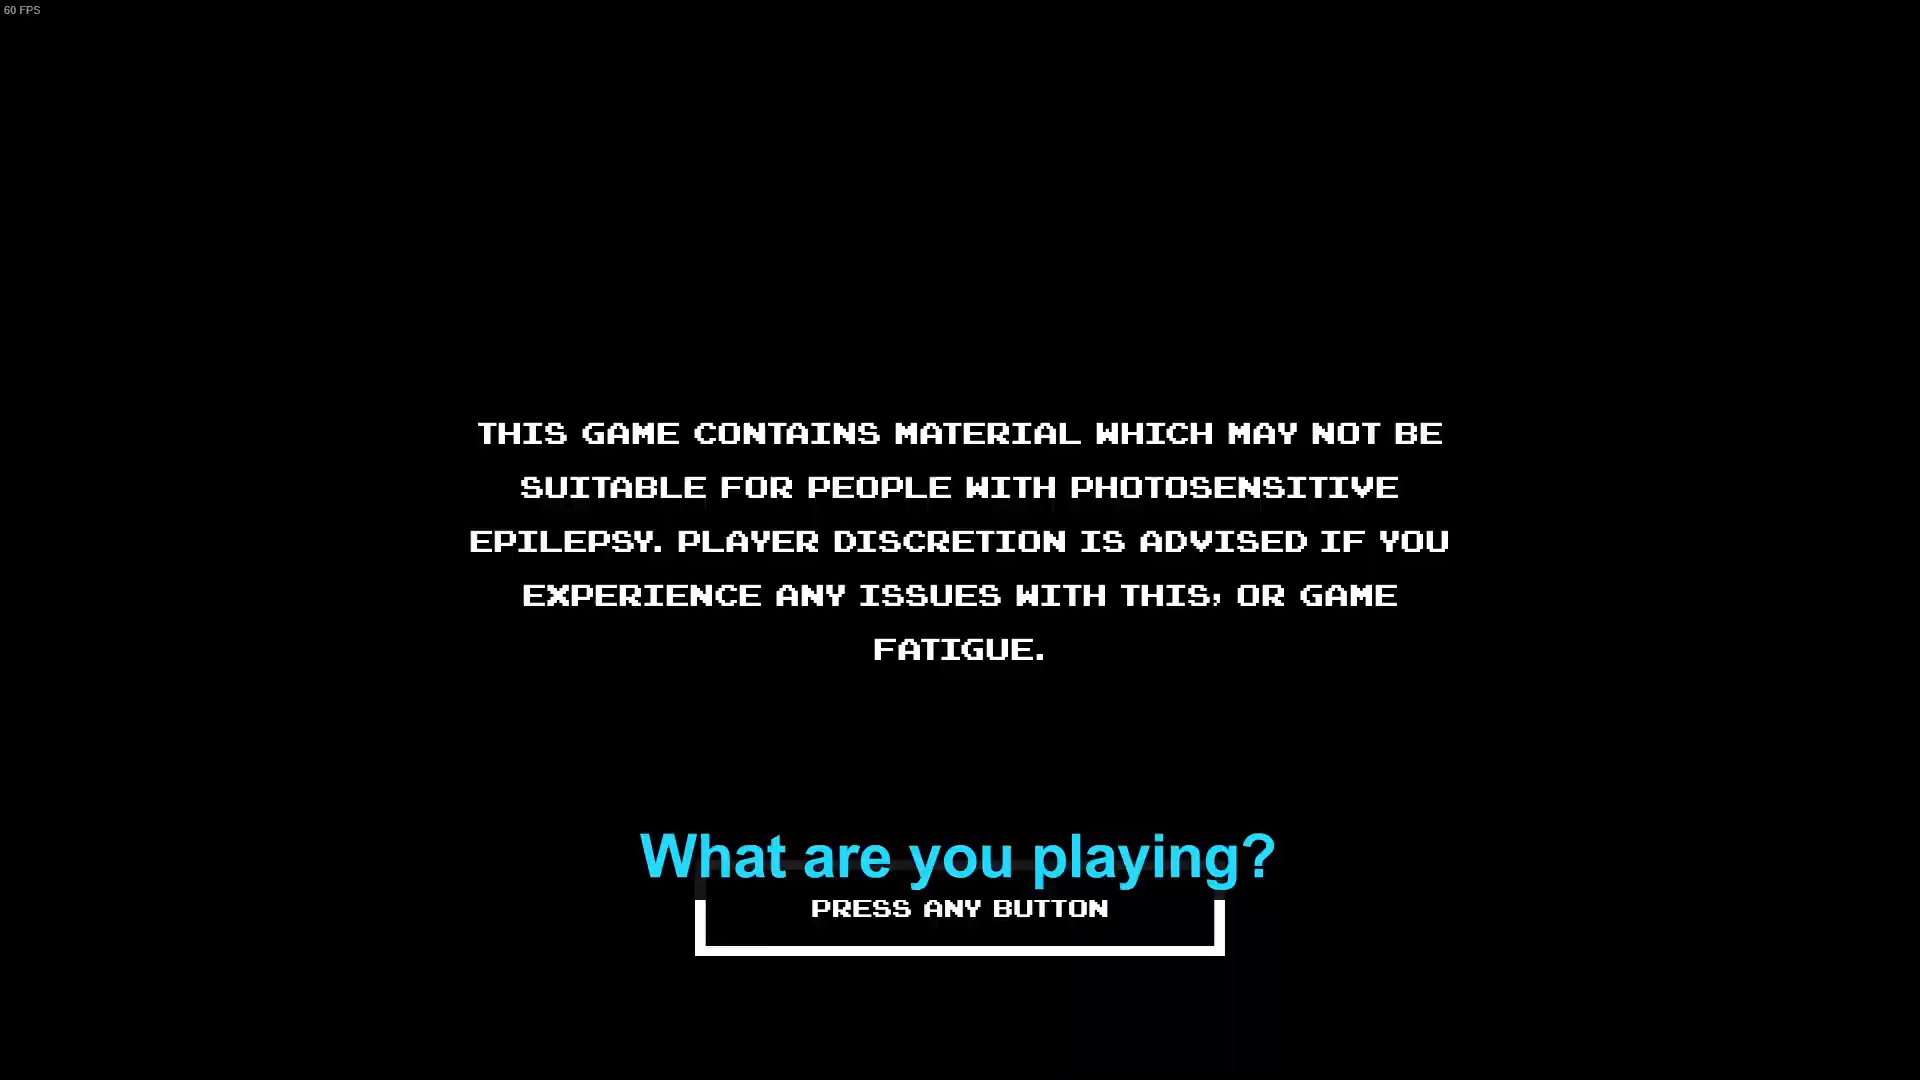 60 FPS
THIS GAME CONTAINS MATERIAL WHICH MAY NOT BE
SUITABLE FOR PEOPLE WITH PHOTOSENSITIVE
EPILEPSY. PLAYER DISCRETION IS ADVISED IF YOU
EXPERIENCE ANY ISSUES WITH THIS, OR GAME
FATIGUE.
What are you playing?
PRESS ANY BUTTON